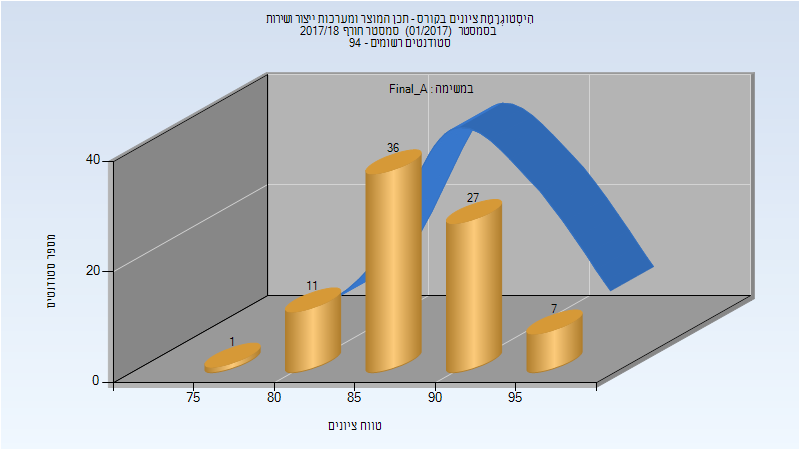 היסטוגרמת ציונים בקורס - תכן המוצר ומערכות ייצור ושירות
בסמסטר (01/2017) סמסטר חורף 2017/18
סטודנטים רשומים - 94
במשימה : Final_A
36
27
11
7
1
40
20
0
75 80 85 90 95
מספר סטודנטים
טווח ציונים